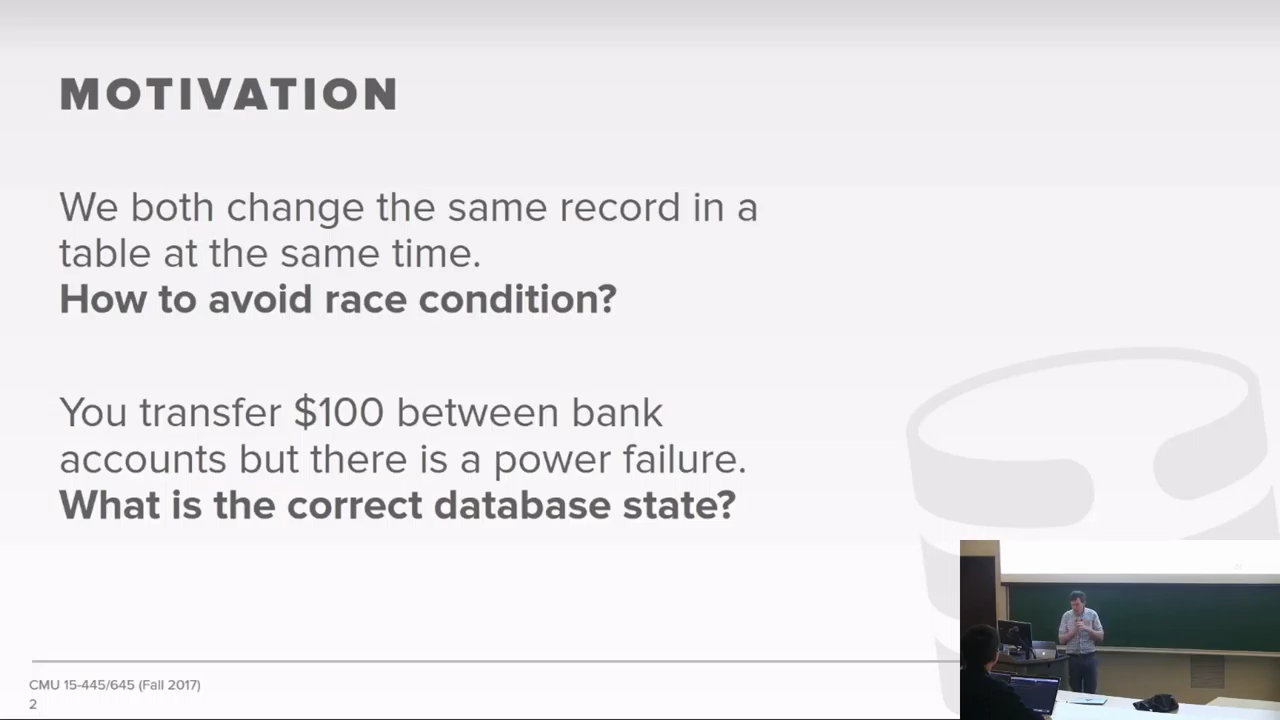 MOTIVATION
We both change the same record in a
table at the same time.
How to avoid race condition?
You transfer $100 between bank
accounts but there is a power failure.
What is the correct database state?
CMU 15-445/645 (Fall 2017)
2